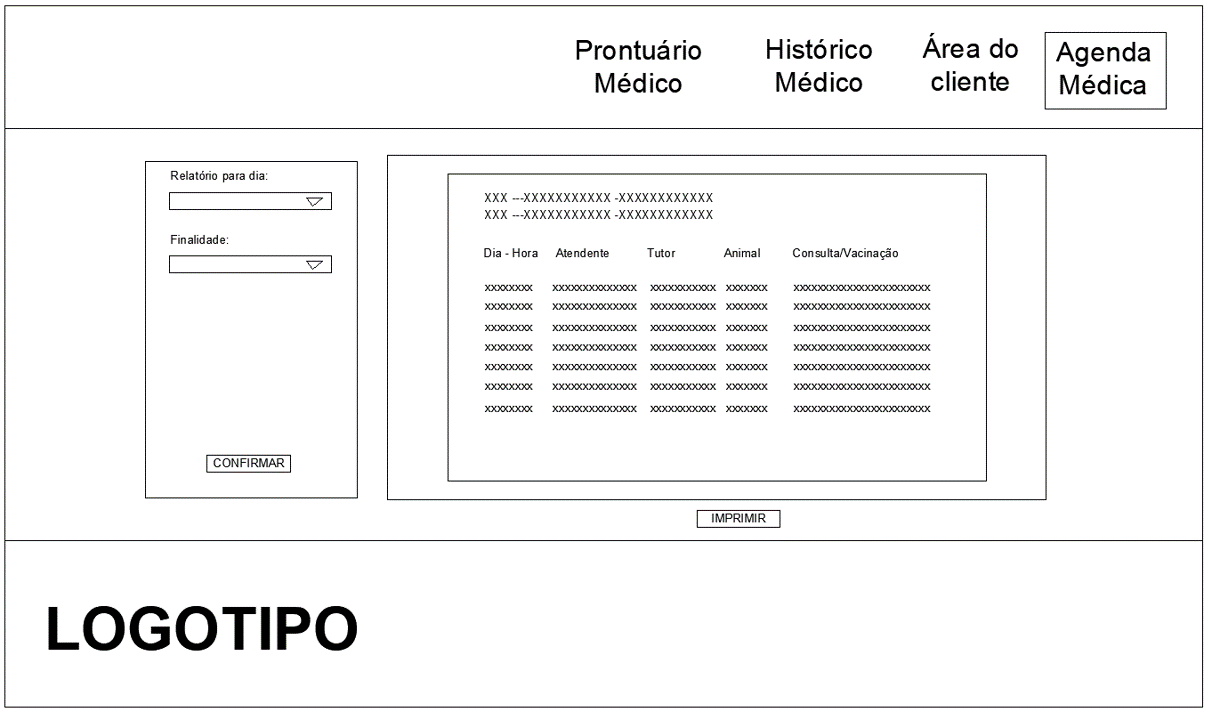 Prontuário
Médico
Histórico
Médico
Área do
cliente
Agenda
Médica
Relatório para dia:
Finalidade:
CONFIRMAR
XXX ---XXXXXXXXXXX -XXXXXXXXXXXX
XXX ---XXXXXXXXXXX -XXXXXXXXXXXX
Dia - Hora Atendente Tutor Animal Consulta/Vacinação
xxxxxxxx xxxxxxxxxxxxxx xxxxxxxxxxx xxxxxxx xxxxxxxxxxxxxxxxxxxxxxx
xxxxxxxx xxxxxxxxxxxxxx xxxxxxxxxxx xxxxxxx xxxxxxxxxxxxxxxxxxxxxxx
xxxxxxxx xxxxxxxxxxxxxx xxxxxxxxxxx xxxxxxx xxxxxxxxxxxxxxxxxxxxxxx
xxxxxxxx xxxxxxxxxxxxxx xxxxxxxxxxx xxxxxxx xxxxxxxxxxxxxxxxxxxxxxx
xxxxxxxx xxxxxxxxxxxxxx xxxxxxxxxxx xxxxxxx xxxxxxxxxxxxxxxxxxxxxxx
xxxxxxxx xxxxxxxxxxxxxx xxxxxxxxxxx xxxxxxx xxxxxxxxxxxxxxxxxxxxxxx
xxxxxxxx xxxxxxxxxxxxxx xxxxxxxxxxx xxxxxxx xxxxxxxxxxxxxxxxxxxxxxx
IMPRIMIR
LOGOTIPO